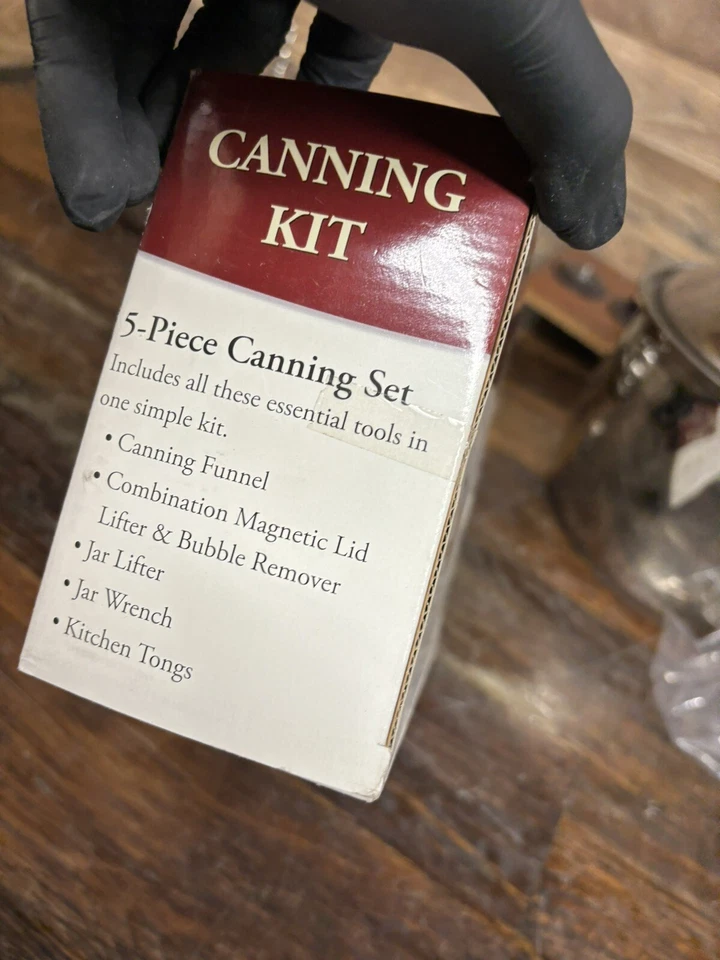 CANNING
KIT
5-Piece Canning Set
Includes all these essential tools in
one simple kit.
• Canning Funnel
• Combination Magnetic Lid
Lifter & Bubble Remover
• Jar Lifter
• Jar Wrench
• Kitchen Tongs